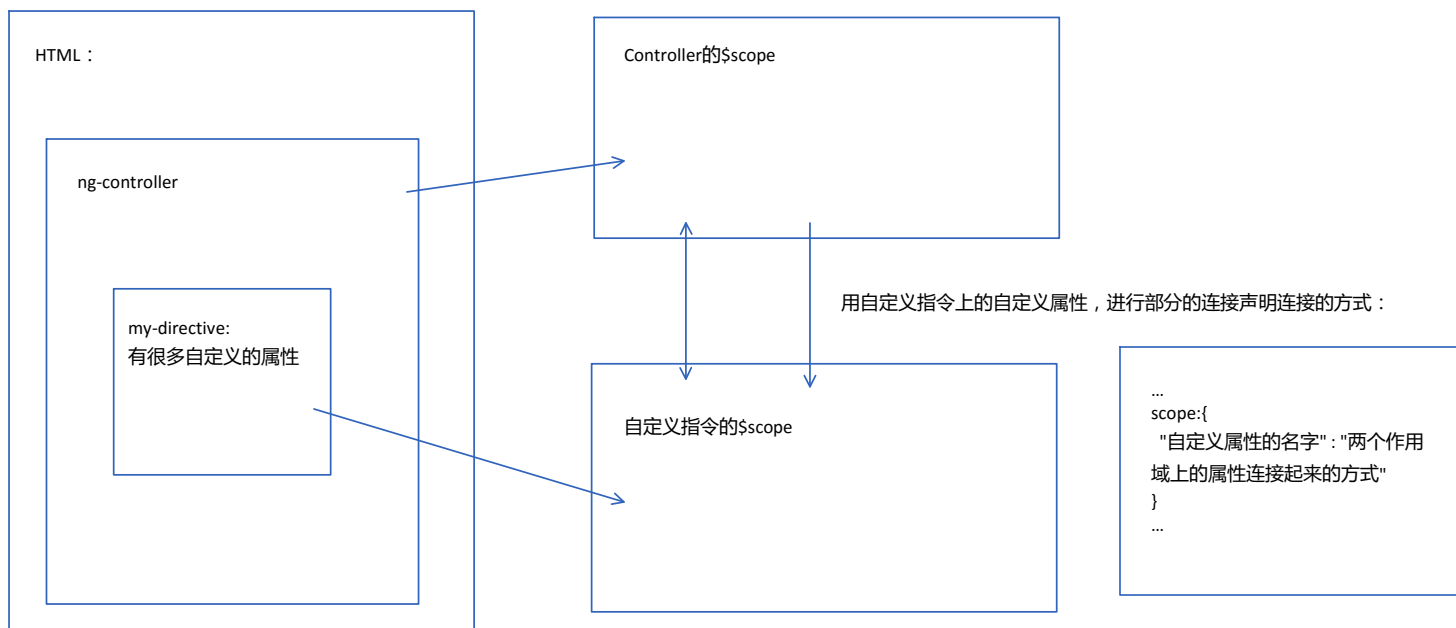 HTML：
ng-controller
my-directive:
有很多自定义的属性
Controller的$scope
自定义指令的$scope
用自定义指令上的自定义属性，进行部分的连接声明连接的方式：
...
scope:{
"自定义属性的名字" : "两个作用
域上的属性连接起来的方式"
}
...